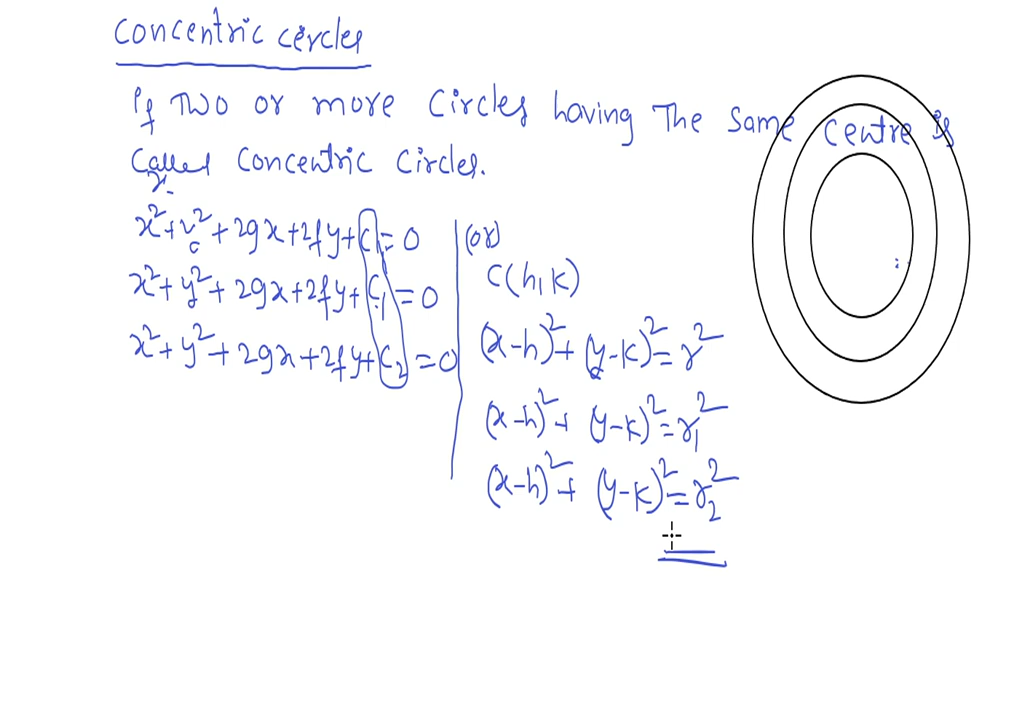 Concentric circles
If Two or more Circles having The Same Centre is
Called Concentric Circles.
x²+y²+2gx+2fy+C=0
x²+y²+2gx+2fy+C₁=0
x²+y²+2gx+2fy+C₂=0
(or)
C(h,k)
(x-h)²+(y-k)²=r²
(x-h)²+(y-k)²=r₁²
(x-h)²+(y-k)²=r₂²